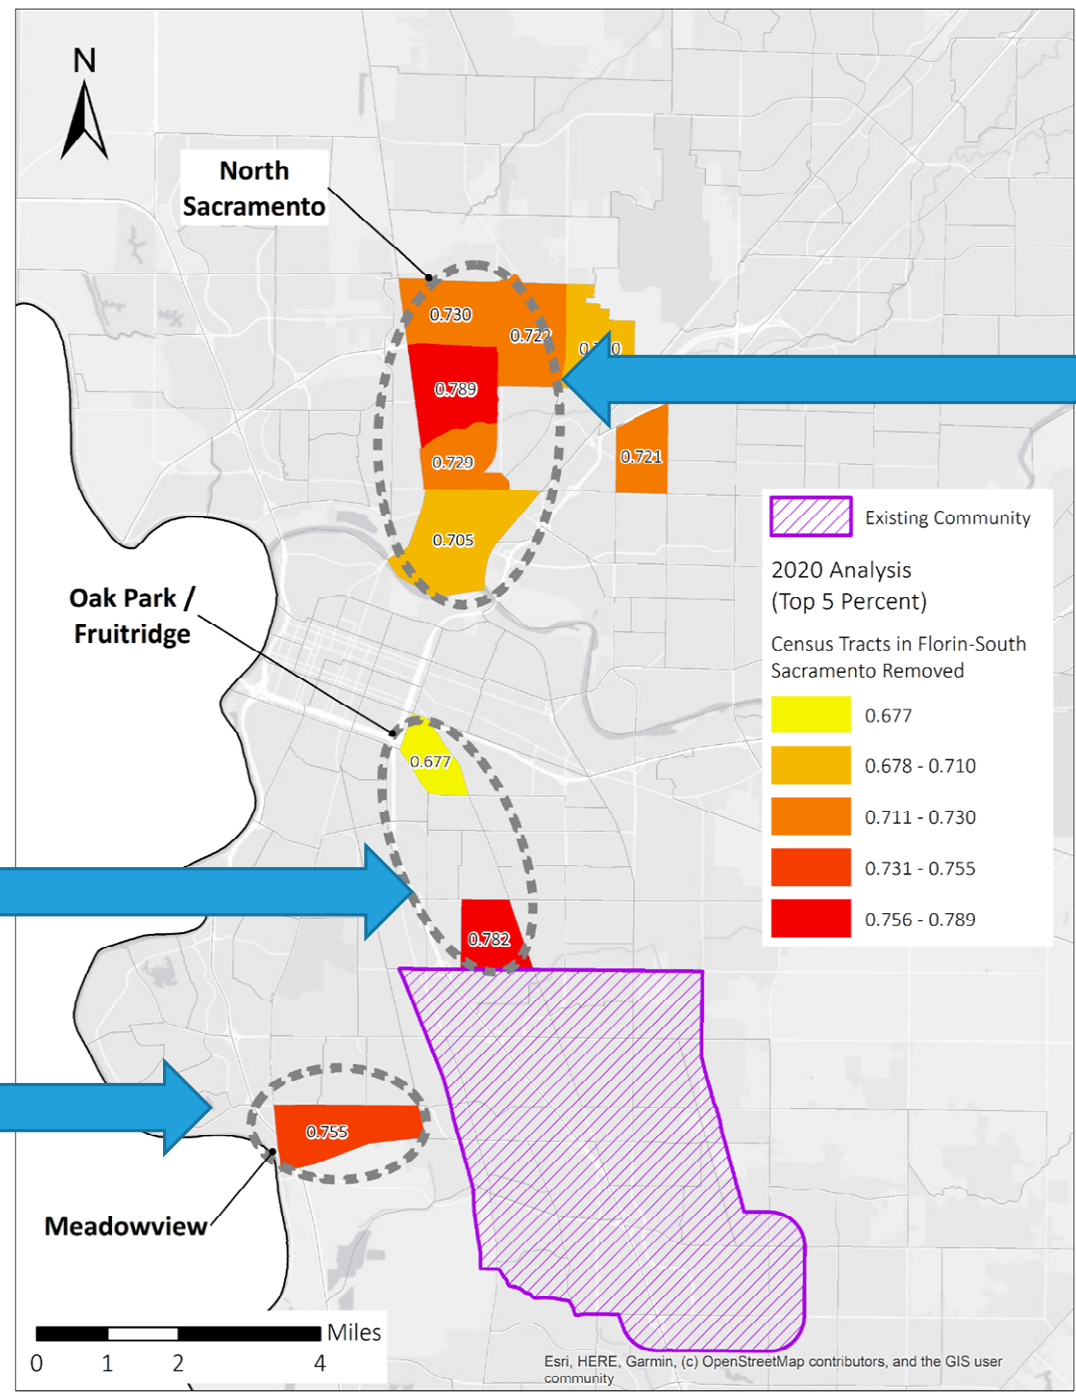 N
North
Sacramento
0.730
0.722
0.789
0.729
0.721
0.705
Oak Park /
Fruitridge
0.677
0.782
0.755
Meadowview
Existing Community
2020 Analysis
(Top 5 Percent)
Census Tracts in Florin-South
Sacramento Removed
0.677
0.678 - 0.710
0.711 - 0.730
0.731 - 0.755
0.756 - 0.789
Miles
0 1 2 4
Esri, HERE, Garmin, (c) OpenStreetMap contributors, and the GIS user
community